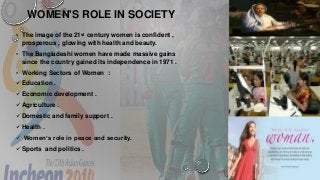 WOMEN'S ROLE IN SOCIETY
• The image of the 21st century women is confident ,
prosperous , glowing with health and beauty.
• The Bangladeshi women have made massive gains
since the country gained its independence in 1971 .
• Working Sectors of Women :
✓ Education .
✓ Economic development .
✓ Agriculture .
✓ Domestic and family support .
✓ Health .
✓ Women's role in peace and security.
✓ Sports and politics .
The 17th Asian Games
Incheon 2014
woman.